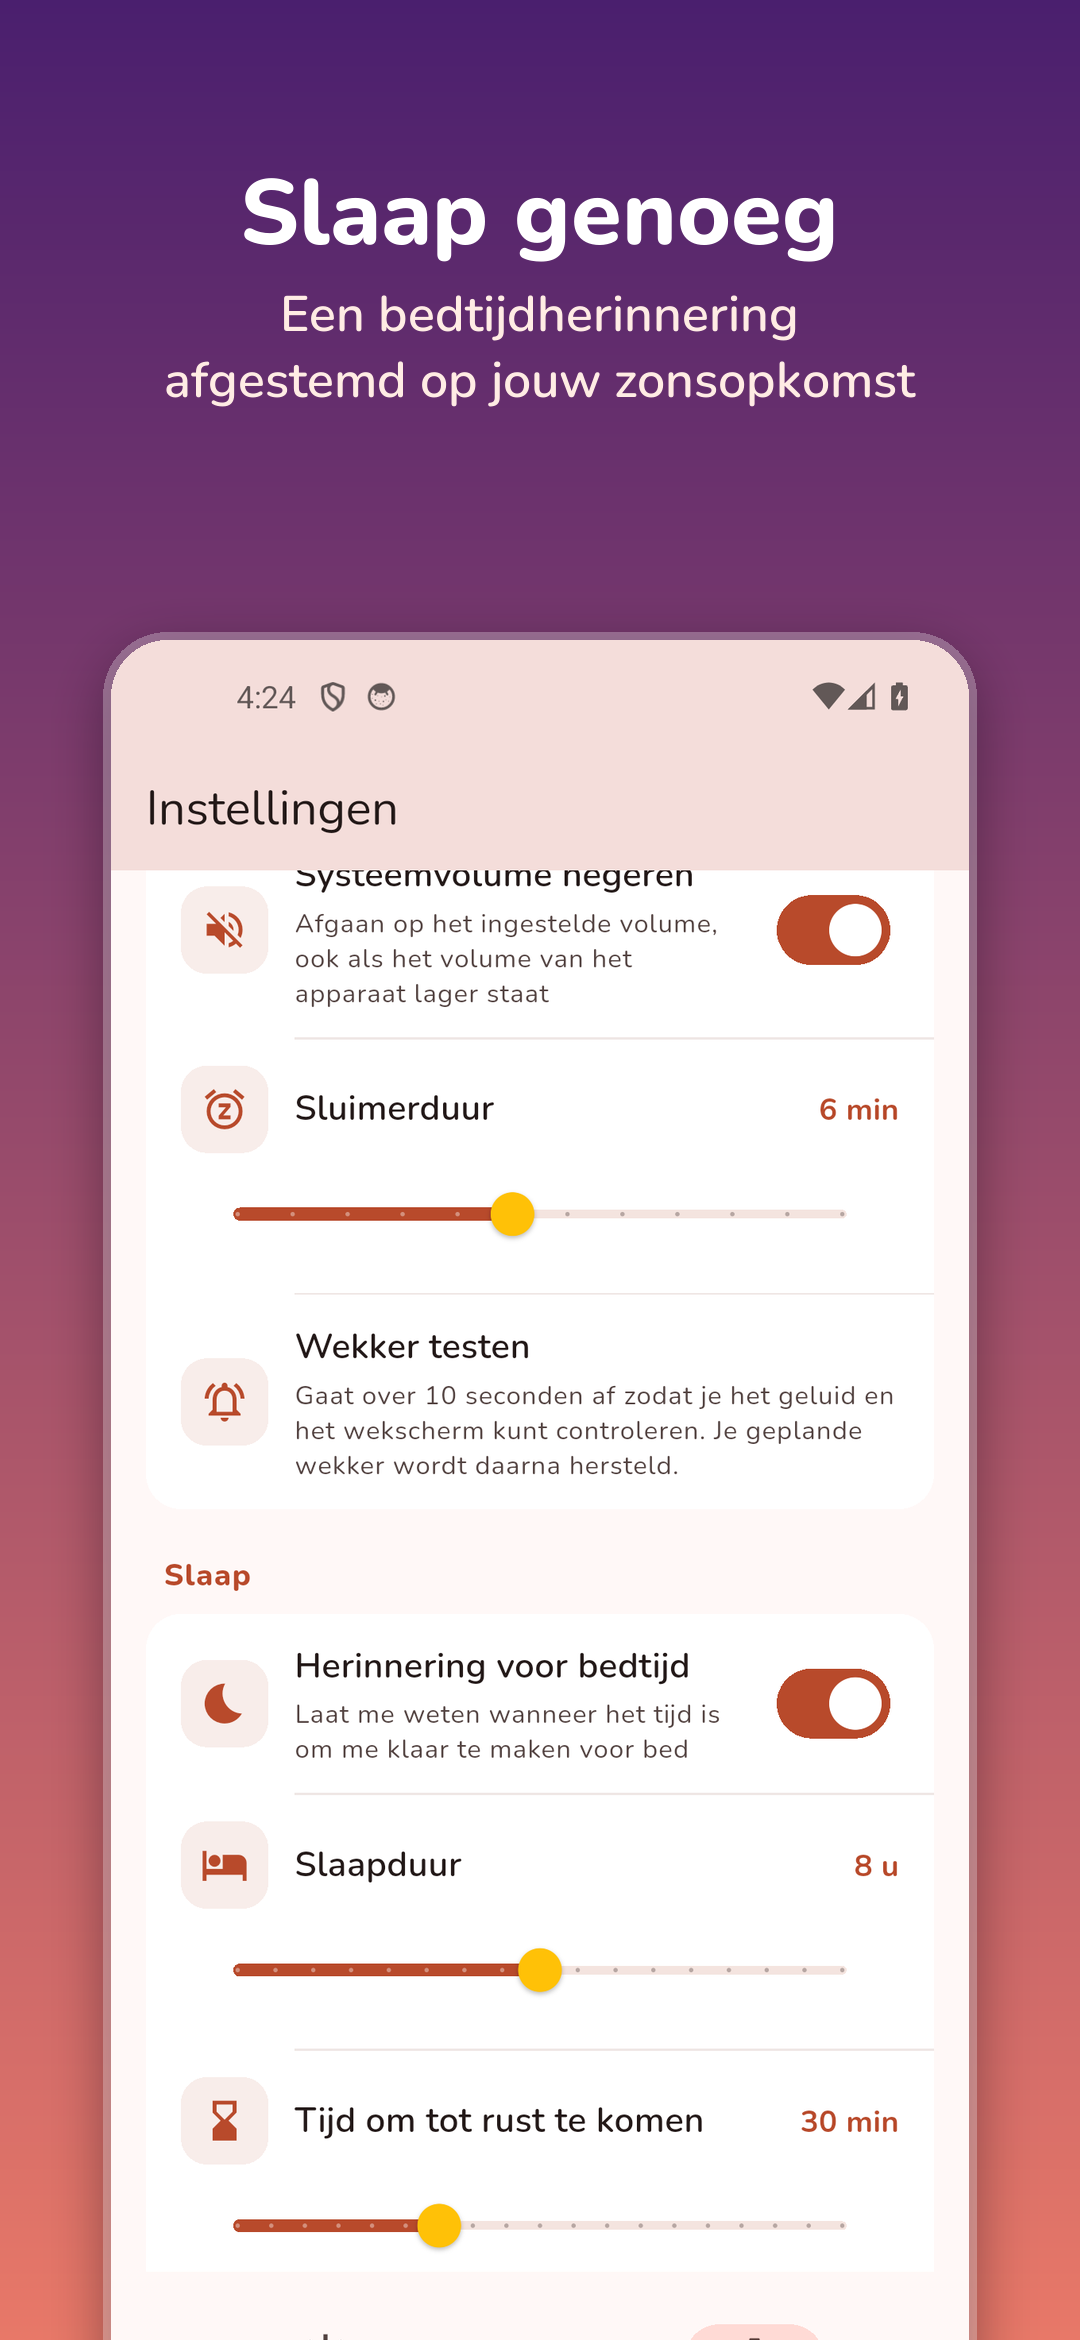 Slaap genoeg
Een bedtijdherinnering
afgestemd op jouw zonsopkomst
4:24
Instellingen
Systeemvolume negeren
Afgaan op het ingestelde volume,
ook als het volume van het
apparaat lager staat
Sluimerduur
6 min
Wekker testen
Gaat over 10 seconden af zodat je het geluid en
het wekscherm kunt controleren. Je geplande
wekker wordt daarna hersteld.
Slaap
Herinnering voor bedtijd
Laat me weten wanneer het tijd is
om me klaar te maken voor bed
Slaapduur
8 u
Tijd om tot rust te komen
30 min